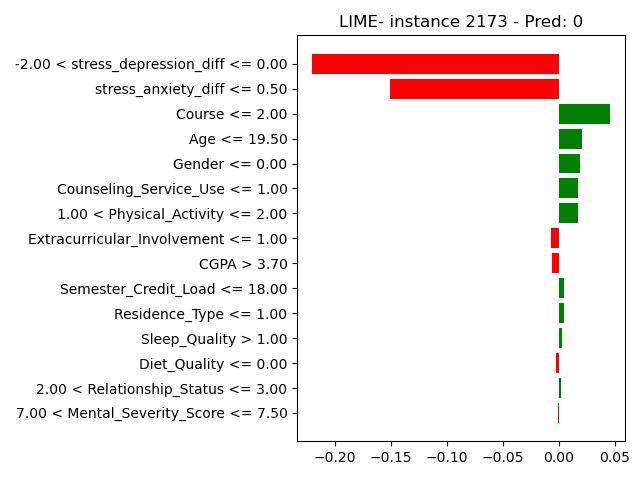 LIME- instance 2173 - Pred: 0
-2.00 < stress_depression_diff <= 0.00
stress_anxiety_diff <= 0.50
Course <= 2.00
Age <= 19.50
Gender <= 0.00
Counseling_Service_Use <= 1.00
1.00 < Physical_Activity <= 2.00
Extracurricular_Involvement <= 1.00
CGPA > 3.70
Semester_Credit_Load <= 18.00
Residence_Type <= 1.00
Sleep_Quality > 1.00
Diet_Quality <= 0.00
2.00 < Relationship_Status <= 3.00
7.00 < Mental_Severity_Score <= 7.50
−0.20 −0.15 −0.10 −0.05 0.00 0.05